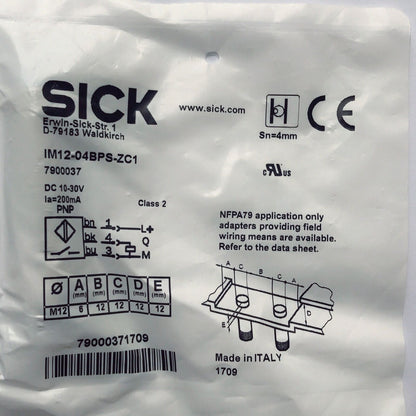 SICK
Erwin-Sick-Str. 1
D-79183 Waldkirch
www.sick.com
Sn=4mm
CE
IM12-04BPS-ZC1
7900037
DC 10-30V
Ia=200mA
PNP
Class 2
c RU us
bn 1 L+
bk 4 Q
bu 3 M
NFPA79 application only
adapters providing field
wiring means are available.
Refer to the data sheet.
Ø A (mm) B (mm) C (mm) D (mm) E (mm)
M12 6 12 12 12 12
A C B C A
D
E
79000371709
Made in ITALY
1709